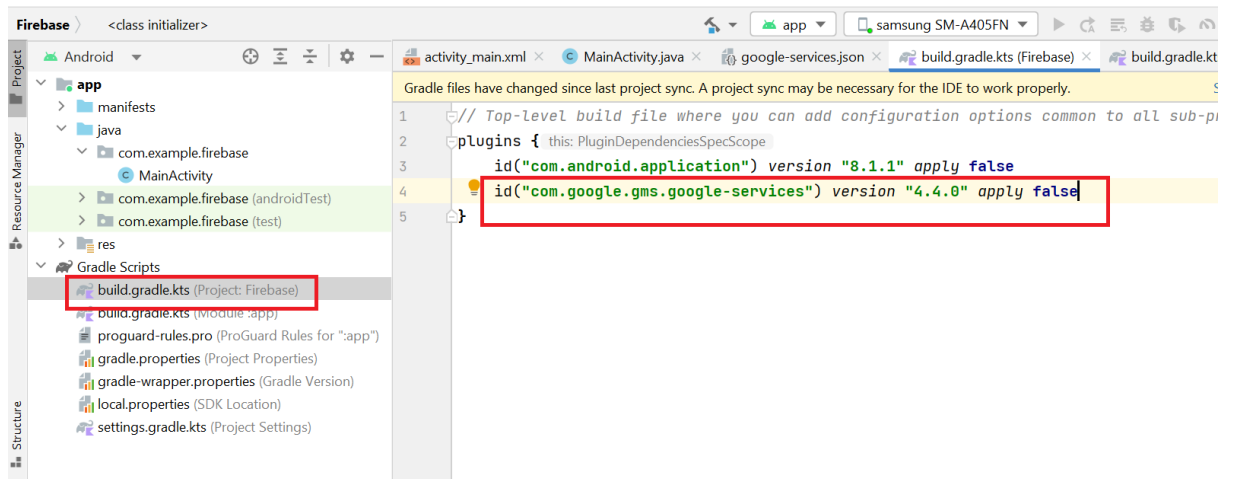 Firebase <class initializer> app samsung SM-A405FN
Project
Resource Manager
Structure
Android
app
manifests
java
com.example.firebase
MainActivity
com.example.firebase (androidTest)
com.example.firebase (test)
res
Gradle Scripts
build.gradle.kts (Project: Firebase)
build.gradle.kts (Module :app)
proguard-rules.pro (ProGuard Rules for ":app")
gradle.properties (Project Properties)
gradle-wrapper.properties (Gradle Version)
local.properties (SDK Location)
settings.gradle.kts (Project Settings)
activity_main.xml MainActivity.java google-services.json build.gradle.kts (Firebase) build.gradle.kt
Gradle files have changed since last project sync. A project sync may be necessary for the IDE to work properly.
1 // Top-level build file where you can add configuration options common to all sub-pr
2 plugins { this: PluginDependenciesSpecScope
3 id("com.android.application") version "8.1.1" apply false
4 id("com.google.gms.google-services") version "4.4.0" apply false
5 }